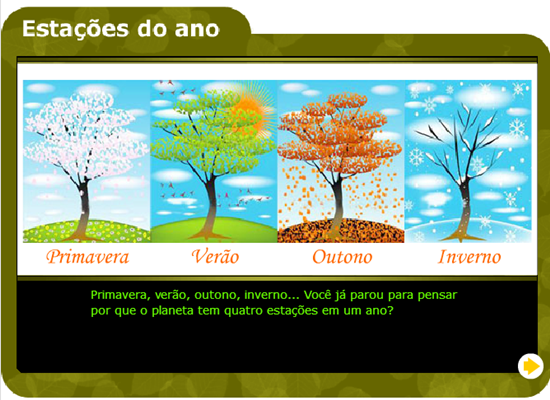 Estações do ano
Primavera Verão Outono Inverno
Primavera, verão, outono, inverno... Você já parou para pensar
por que o planeta tem quatro estações em um ano?